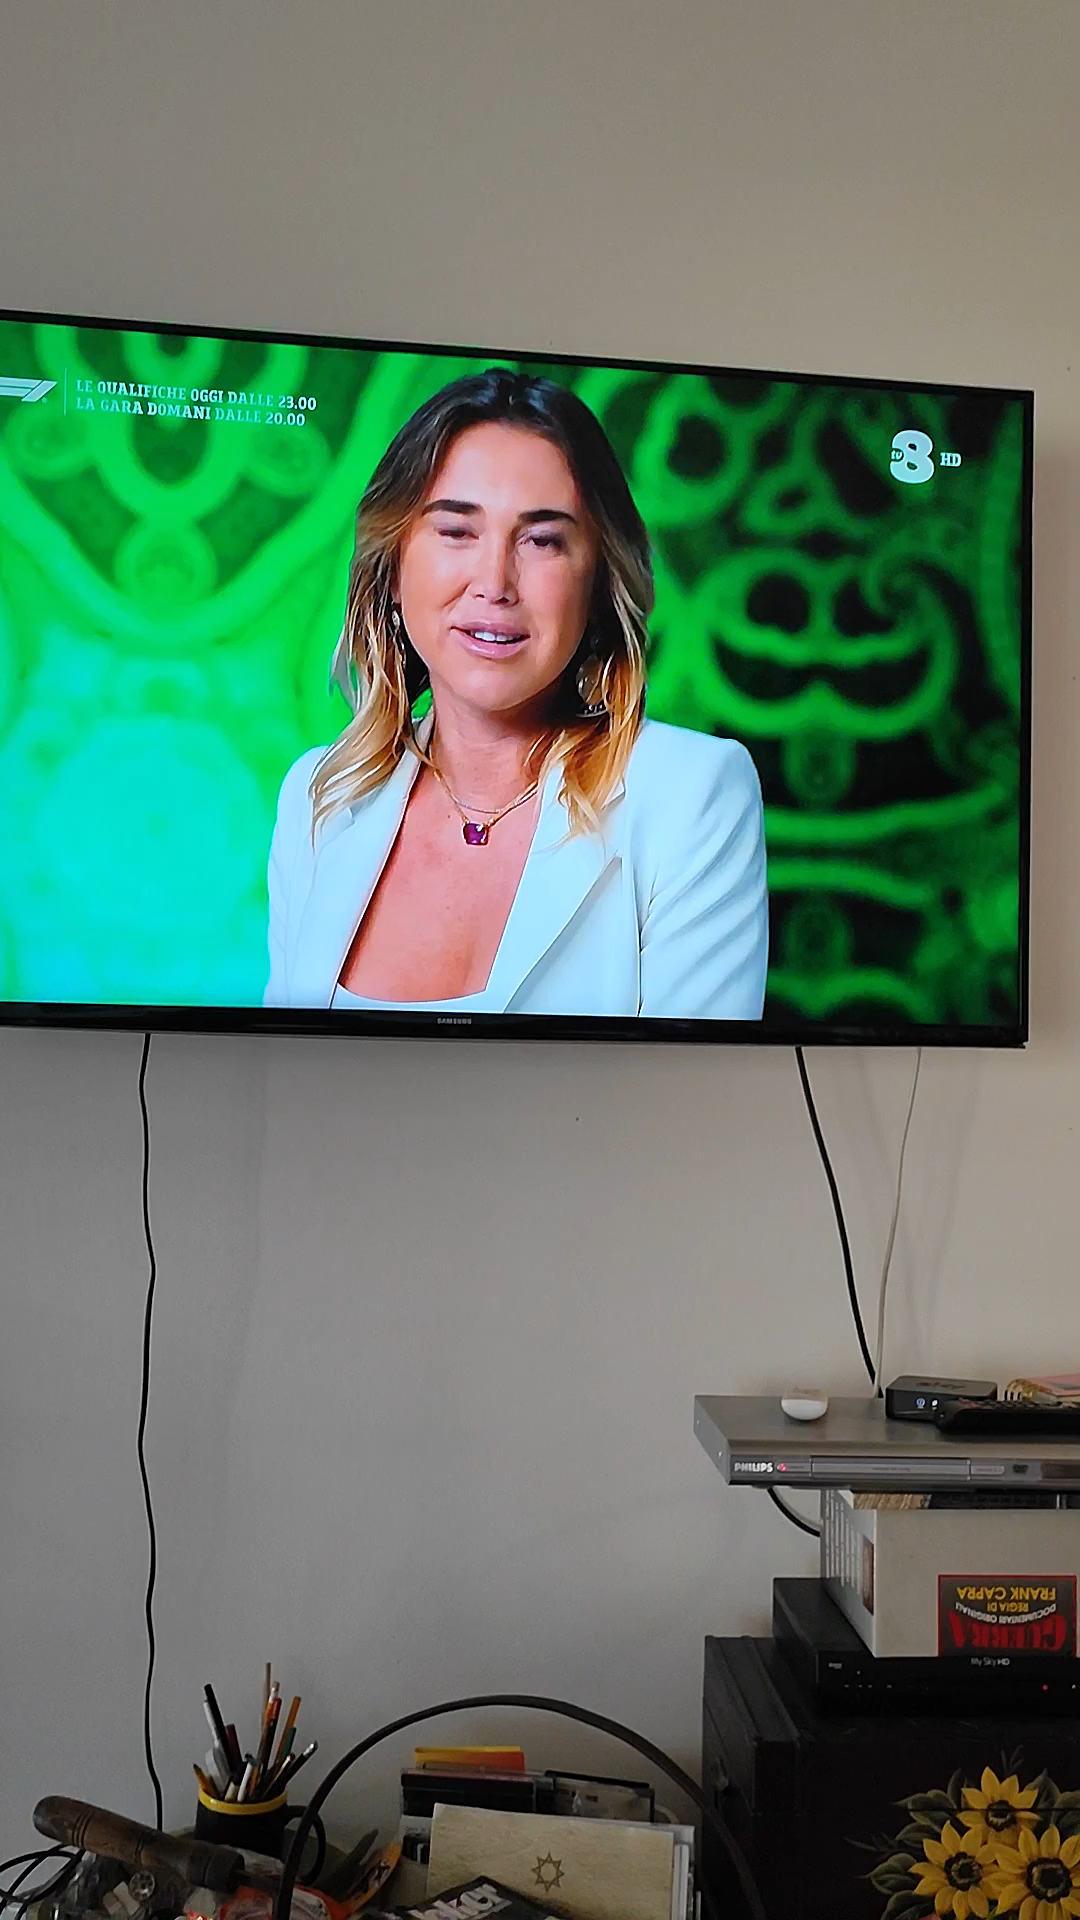 LE QUALIFICHE OGGI DALLE 23.00
LA GARA DOMANI DALLE 20.00
tv8 HD
SAMSUNG
PHILIPS
FRANK CAPRA
REGIA DI
DOCUMENTARI ORIGINALI
GUERRA
My Sky HD